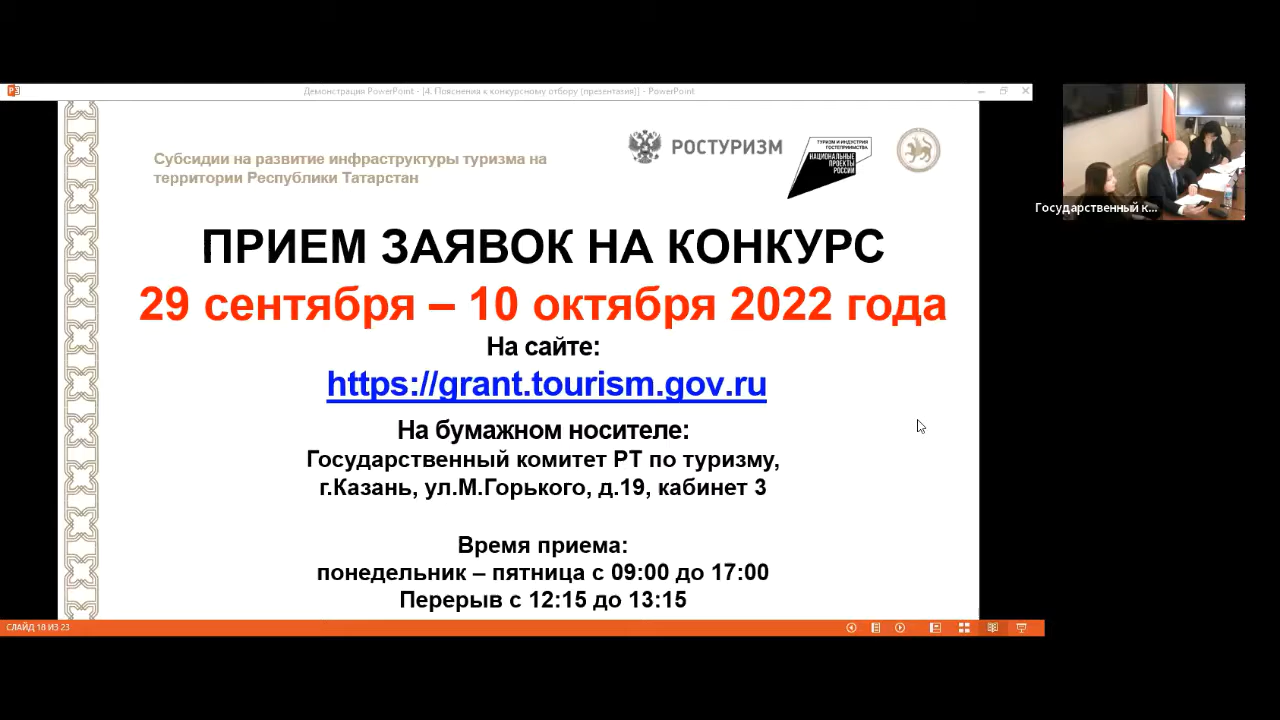 Демонстрация PowerPoint - [4. Пояснения к конкурсному отбору (презентация)] - PowerPoint
Субсидии на развитие инфраструктуры туризма на
территории Республики Татарстан
РОСТУРИЗМ
ТУРИЗМ И ИНДУСТРИЯ
ГОСТЕПРИИМСТВА
НАЦИОНАЛЬНЫЕ
ПРОЕКТЫ
РОССИИ
Государственный к...
ПРИЕМ ЗАЯВОК НА КОНКУРС
29 сентября – 10 октября 2022 года
На сайте:
https://grant.tourism.gov.ru
На бумажном носителе:
Государственный комитет РТ по туризму,
г.Казань, ул.М.Горького, д.19, кабинет 3
Время приема:
понедельник – пятница с 09:00 до 17:00
Перерыв с 12:15 до 13:15
СЛАЙД 18 ИЗ 23